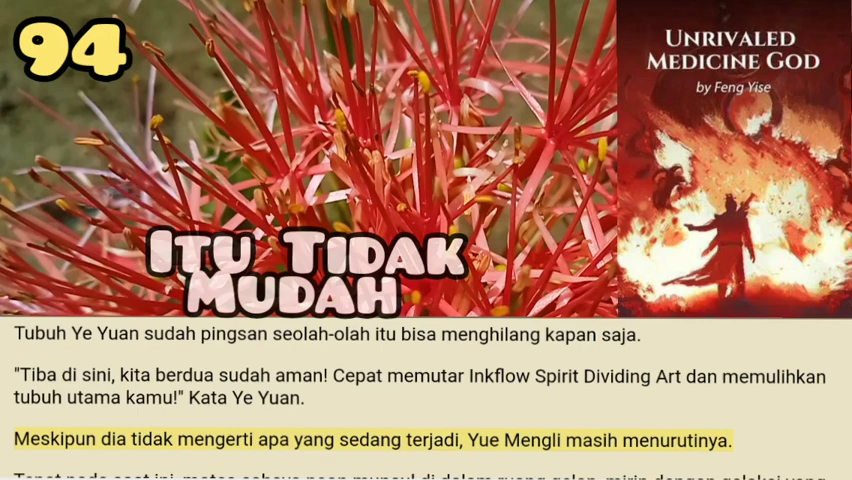 94
UNRIVALED
MEDICINE GOD
by Feng Yise
ITU TIDAK
MUDAH
Tubuh Ye Yuan sudah pingsan seolah-olah itu bisa menghilang kapan saja.
"Tiba di sini, kita berdua sudah aman! Cepat memutar Inkflow Spirit Dividing Art dan memulihkan
tubuh utama kamu!" Kata Ye Yuan.
Meskipun dia tidak mengerti apa yang sedang terjadi, Yue Mengli masih menurutinya.